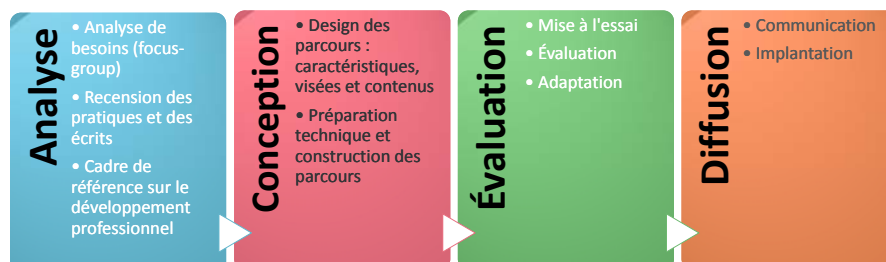 Analyse
• Analyse de
besoins (focus-
group)
• Recension des
pratiques et des
écrits
• Cadre de
référence sur le
développement
professionnel
Conception
• Design des
parcours :
caractéristiques,
visées et contenus
• Préparation
technique et
construction des
parcours
Évaluation
• Mise à l'essai
• Évaluation
• Adaptation
Diffusion
• Communication
• Implantation